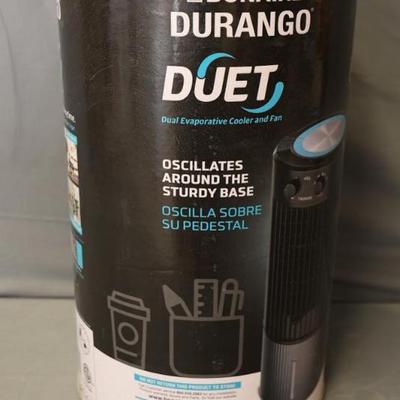 DURANGO®
DUET
Dual Evaporative Cooler and Fan
OSCILLATES
AROUND THE
STURDY BASE
OSCILLA SOBRE
SU PEDESTAL
DO NOT RETURN THIS PRODUCT TO STORE